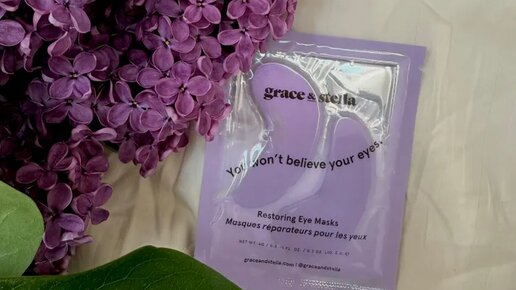 grace & stella
You won't believe your eyes.
Restoring Eye Masks
Masques réparateurs pour les yeux
graceandstella.com | @graceandstella